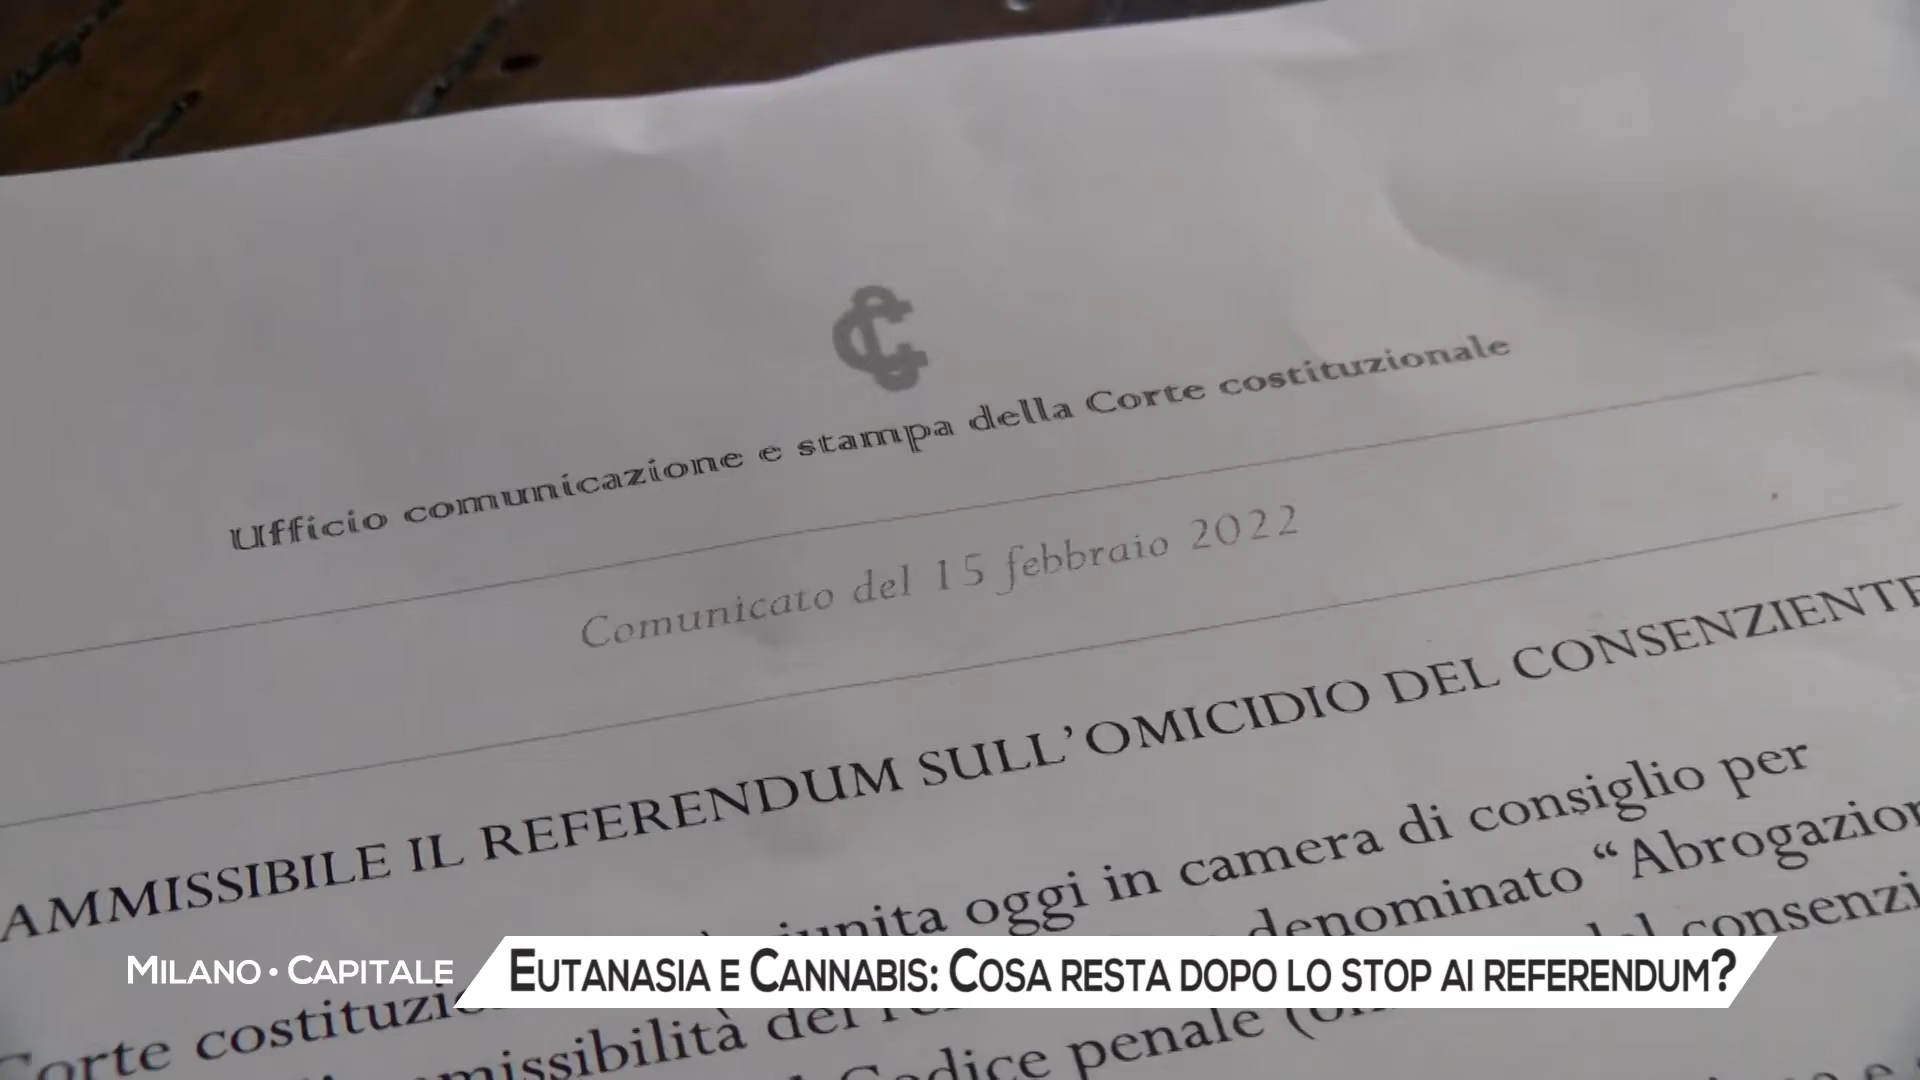 Ufficio comunicazione e stampa della Corte costituzionale
Comunicato del 15 febbraio 2022
AMMISSIBILE IL REFERENDUM SULL'OMICIDIO DEL CONSENZIENTE
oggi in camera di consiglio per
denominato “Abrogazion
consenzi
MILANO • CAPITALE
EUTANASIA E CANNABIS: COSA RESTA DOPO LO STOP AI REFERENDUM?
Corte costituzi
missibilità del
Codice penale